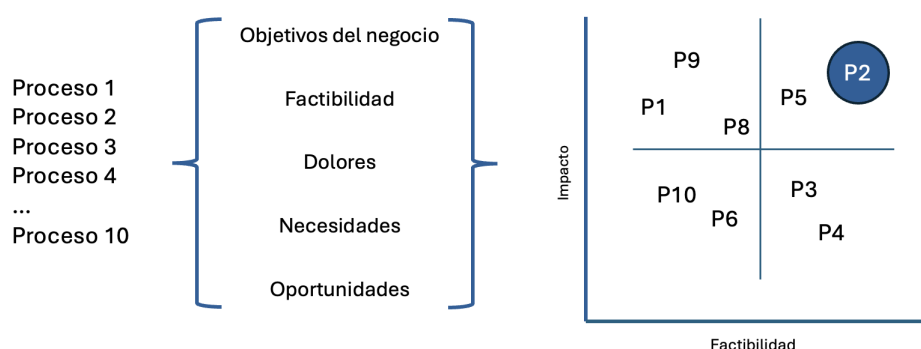 Proceso 1
Proceso 2
Proceso 3
Proceso 4
...
Proceso 10
Objetivos del negocio
Factibilidad
Dolores
Necesidades
Oportunidades
Impacto
P9
P2
P5
P1
P8
P10
P3
P6
P4
Factibilidad